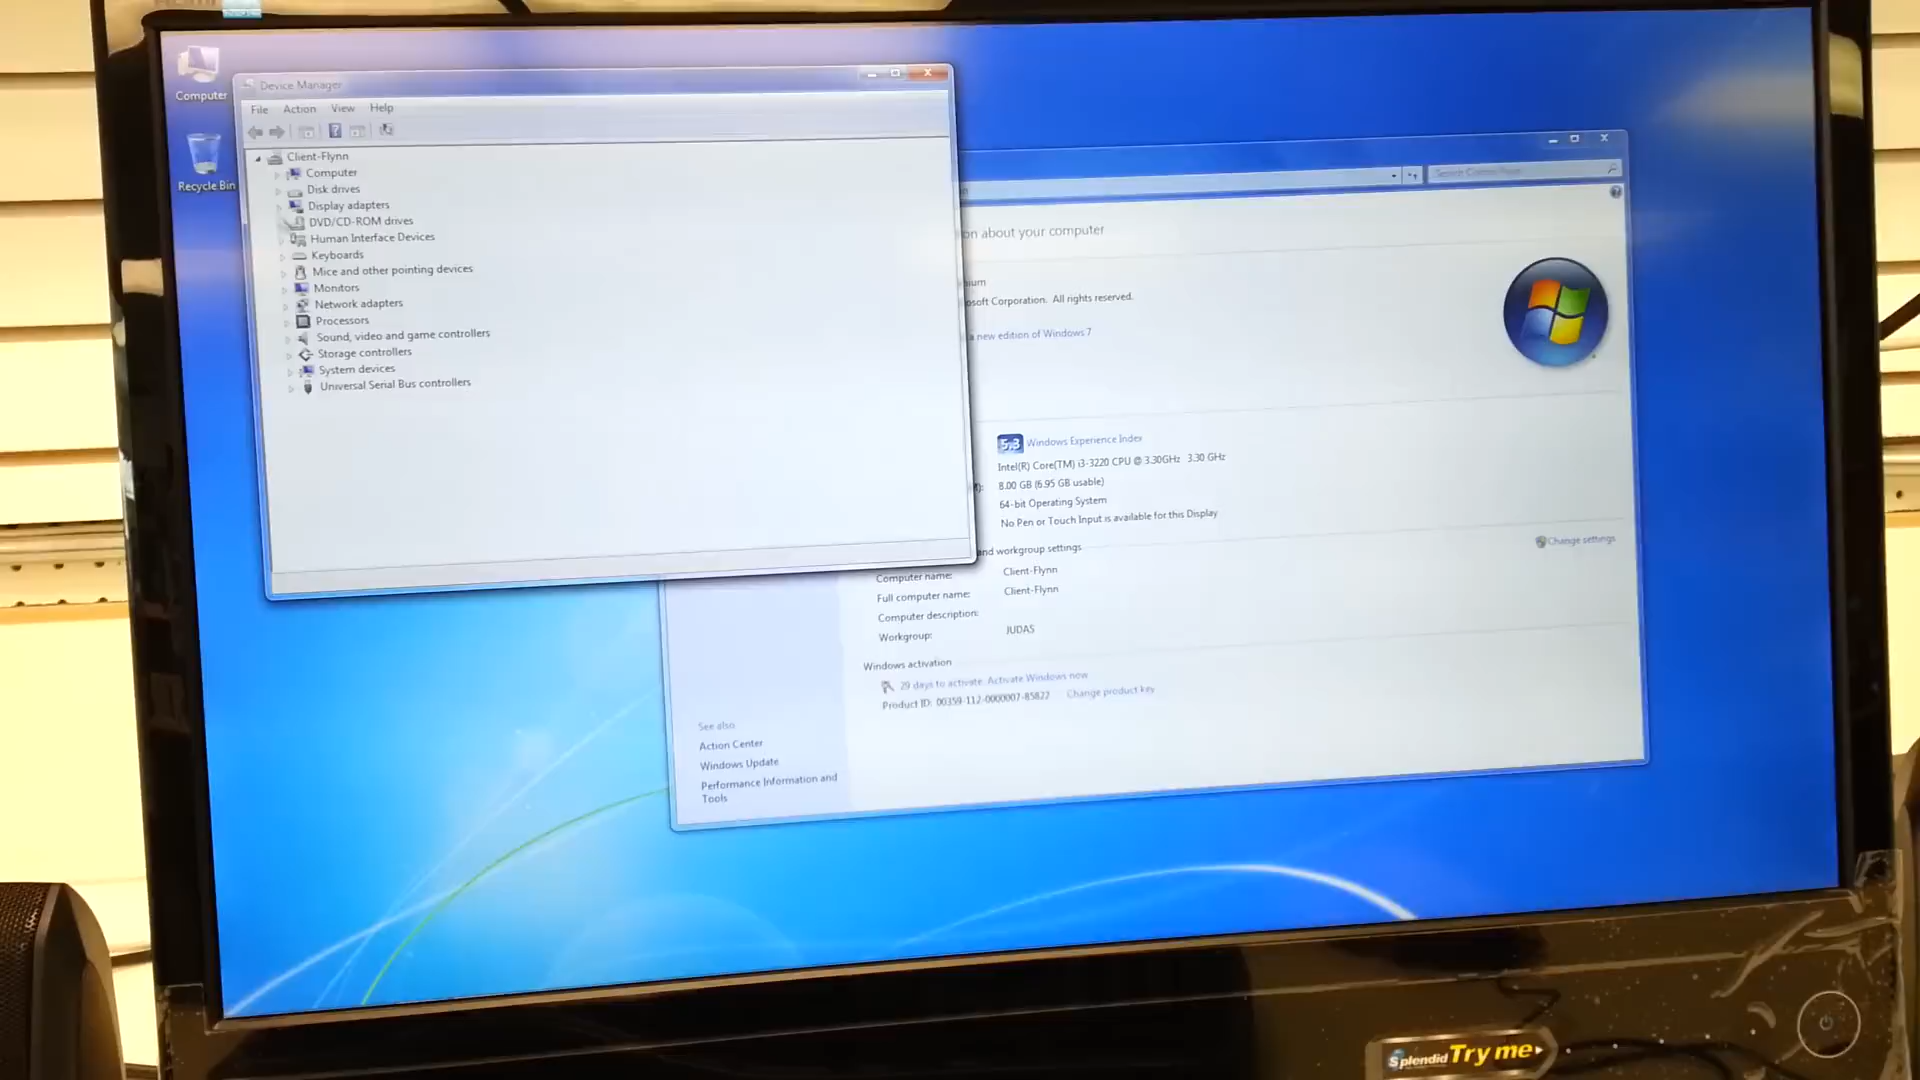 Computer
Recycle Bin
Device Manager
File Action View Help
Client-Flynn
Computer
Disk drives
Display adapters
DVD/CD-ROM drives
Human Interface Devices
Keyboards
Mice and other pointing devices
Monitors
Network adapters
Processors
Sound, video and game controllers
Storage controllers
System devices
Universal Serial Bus controllers
on about your computer
ium
osoft Corporation. All rights reserved.
a new edition of Windows 7
5.3 Windows Experience Index
Intel(R) Core(TM) i3-3220 CPU @ 3.30GHz 3.30 GHz
8.00 GB (6.95 GB usable)
64-bit Operating System
No Pen or Touch Input is available for this Display
and workgroup settings
Change settings
Computer name: Client-Flynn
Full computer name: Client-Flynn
Computer description:
Workgroup: JUDAS
Windows activation
29 days to activate. Activate Windows now
Product ID: 00359-112-0000007-85822 Change product key
See also
Action Center
Windows Update
Performance Information and
Tools
Splendid Try me